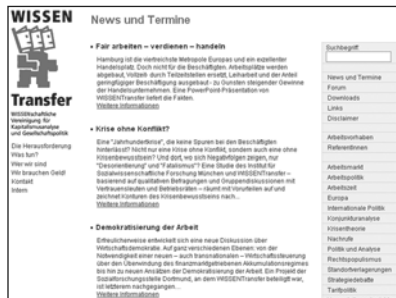 WISSEN
Transfer
WISSENschaftliche
Vereinigung für
Kapitalismusanalyse
und Gesellschaftspolitik
Die Herausforderung
Was tun?
Wer wir sind
Wir brauchen Geld!
Kontakt
Intern
News und Termine
Fair arbeiten – verdienen – handeln
Hamburg ist die viertreichste Metropole Europas und ein exzellenter
Handelsplatz. Doch nicht für die Beschäftigten. Arbeitsplätze werden
abgebaut, Vollzeit- durch Teilzeitstellen ersetzt, Leiharbeit und der Anteil
geringfügiger Beschäftigung ausgebaut - zu Gunsten steigender Gewinne
der Handelsunternehmen. Eine PowerPoint-Präsentation von
WISSENTransfer liefert die Fakten.
Weitere Informationen
Krise ohne Konflikt?
Eine "Jahrhundertkrise", die keine Spuren bei den Beschäftigten
hinterlässt? Nicht nur eine Krise ohne Konflikt, sondern auch eine ohne
Krisenbewusstsein? Und dort, wo sich Negativfolgen zeigen, nur
"Desorientierung" und "Fatalismus"? Eine Studie des Institut für
Sozialwissenschaftliche Forschung München und WISSENTransfer –
basierend auf qualitativen Befragungen und Gruppendiskussionen mit
Vertrauensleuten und Betriebsräten – räumt mit Vorurteilen auf und
zeichnet Konturen des Krisenbewusstseins nach...
Weitere Informationen
Demokratisierung der Arbeit
Erfreulicherweise entwickelt sich eine neue Diskussion über
Wirtschaftsdemokratie. Auf ganz verschiedenen Ebenen: von der
Notwendigkeit einer neuen – auch transnationalen – Wirtschaftssteuerung
über den Überwindung des finanzmarktgetriebenen Akkumulationsregimes
bis hin zu neuen Ansätzen der Demokratisierung der Arbeit. Ein Projekt der
Sozialforschungsstelle Dortmund, an dem WISSENTransfer beteiligt war,
ist letzterem nachgegangen...
Weitere Informationen
Suchbegriff
News und Termine
Forum
Downloads
Links
Disclaimer
Arbeitsvorhaben
ReferentInnen
Arbeitsmarkt
Arbeitspolitik
Arbeitszeit
Europa
Internationale Politik
Konjunkturanalyse
Krisentheorie
Nachrufe
Politik und Analyse
Rechtspopulismus
Standortverlagerungen
Strategiedebatte
Tarifpolitik